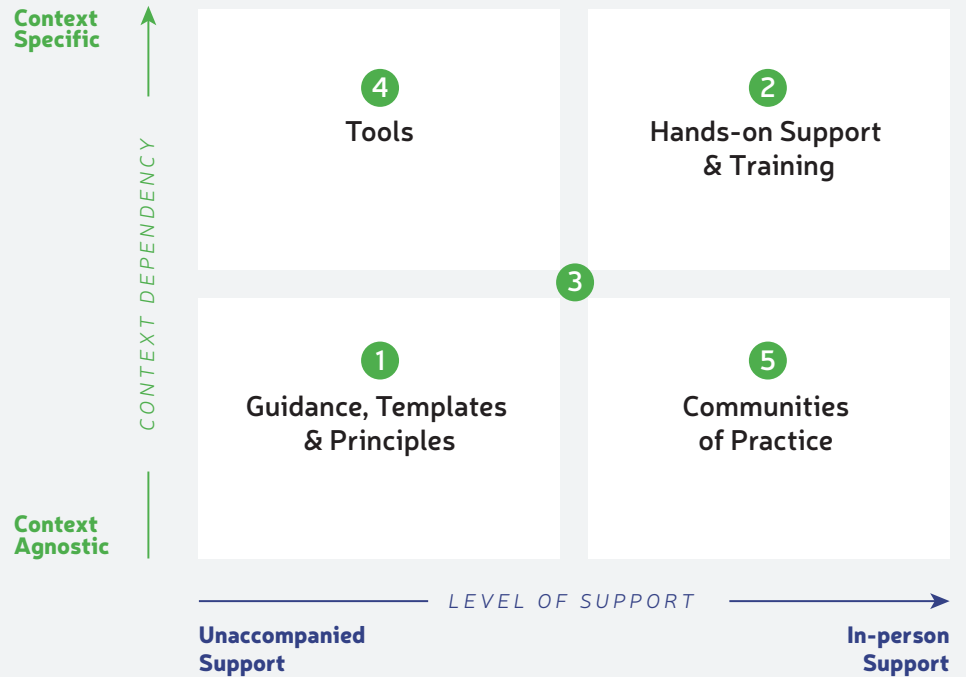 Context
Specific
CONTEXT DEPENDENCY
Context
Agnostic
4
Tools
2
Hands-on Support
& Training
3
1
Guidance, Templates
& Principles
5
Communities
of Practice
LEVEL OF SUPPORT
Unaccompanied
Support
In-person
Support